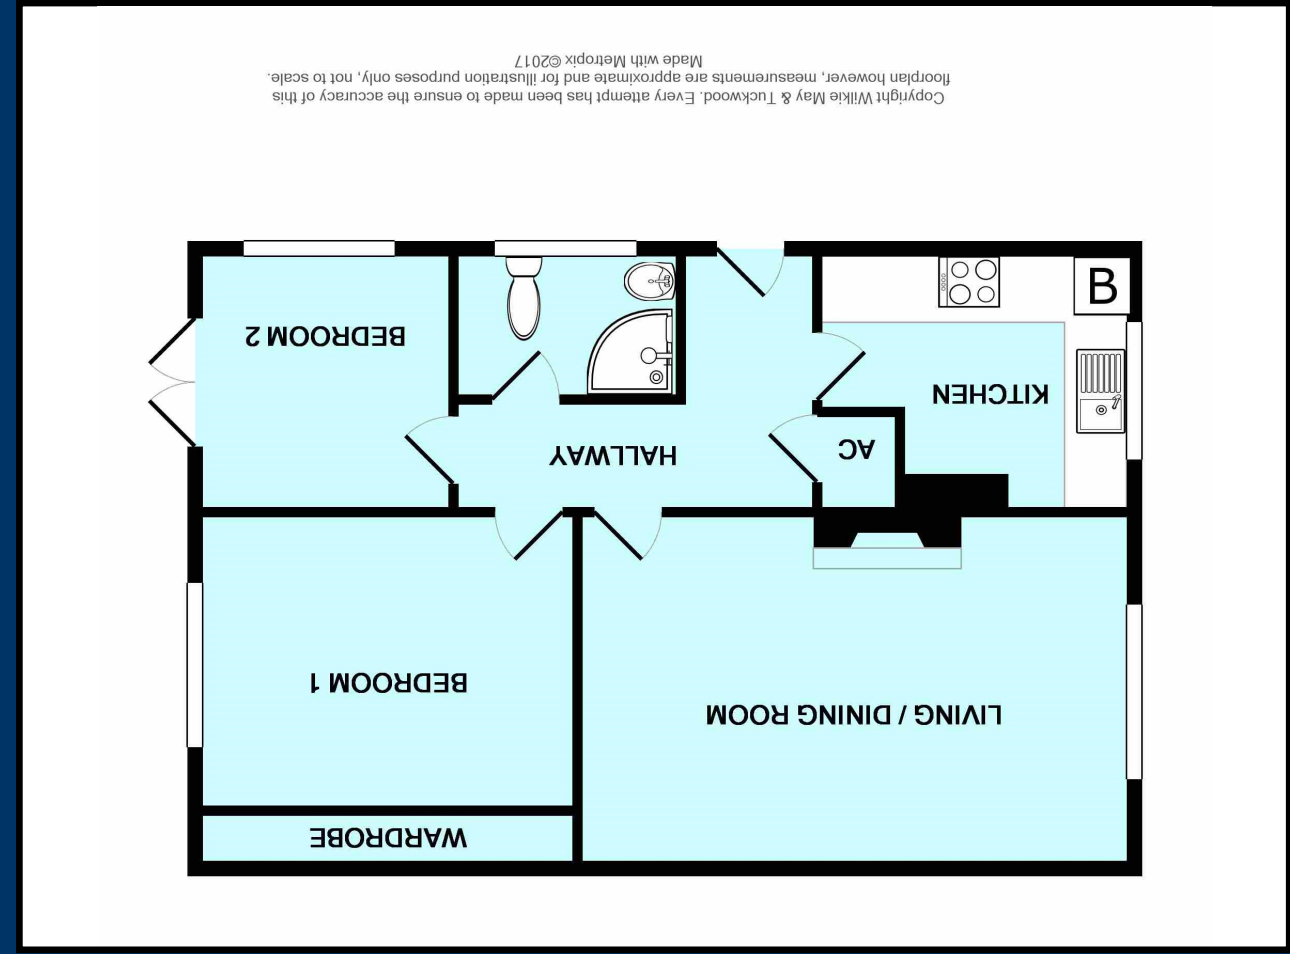 WARDROBE
LIVING / DINING ROOM
BEDROOM 1
HALLWAY
AC
KITCHEN
BEDROOM 2
B
Copyright Wilkie May & Tuckwood. Every attempt has been made to ensure the accuracy of this
floorplan however, measurements are approximate and for illustration purposes only, not to scale.
Made with Metropix ©2017